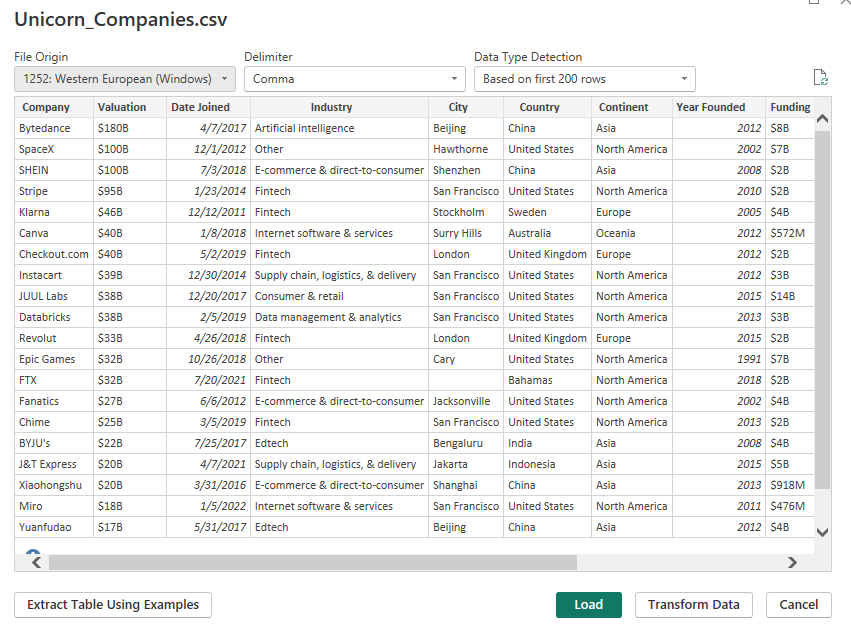 Unicorn_Companies.csv
File Origin Delimiter Data Type Detection
1252: Western European (Windows) Comma Based on first 200 rows
Company Valuation Date Joined Industry City Country Continent Year Founded Funding
Bytedance $180B 4/7/2017 Artificial intelligence Beijing China Asia 2012 $8B
SpaceX $100B 12/1/2012 Other Hawthorne United States North America 2002 $7B
SHEIN $100B 7/3/2018 E-commerce & direct-to-consumer Shenzhen China Asia 2008 $2B
Stripe $95B 1/23/2014 Fintech San Francisco United States North America 2010 $2B
Klarna $46B 12/12/2011 Fintech Stockholm Sweden Europe 2005 $4B
Canva $40B 1/8/2018 Internet software & services Surry Hills Australia Oceania 2012 $572M
Checkout.com $40B 5/2/2019 Fintech London United Kingdom Europe 2012 $2B
Instacart $39B 12/30/2014 Supply chain, logistics, & delivery San Francisco United States North America 2012 $3B
JUUL Labs $38B 12/20/2017 Consumer & retail San Francisco United States North America 2015 $14B
Databricks $38B 2/5/2019 Data management & analytics San Francisco United States North America 2013 $3B
Revolut $33B 4/26/2018 Fintech London United Kingdom Europe 2015 $2B
Epic Games $32B 10/26/2018 Other Cary United States North America 1991 $7B
FTX $32B 7/20/2021 Fintech Bahamas North America 2018 $2B
Fanatics $27B 6/6/2012 E-commerce & direct-to-consumer Jacksonville United States North America 2002 $4B
Chime $25B 3/5/2019 Fintech San Francisco United States North America 2013 $2B
BYJU's $22B 7/25/2017 Edtech Bengaluru India Asia 2008 $4B
J&T Express $20B 4/7/2021 Supply chain, logistics, & delivery Jakarta Indonesia Asia 2015 $5B
Xiaohongshu $20B 3/31/2016 E-commerce & direct-to-consumer Shanghai China Asia 2013 $918M
Miro $18B 1/5/2022 Internet software & services San Francisco United States North America 2011 $476M
Yuanfudao $17B 5/31/2017 Edtech Beijing China Asia 2012 $4B
Extract Table Using Examples Load Transform Data Cancel